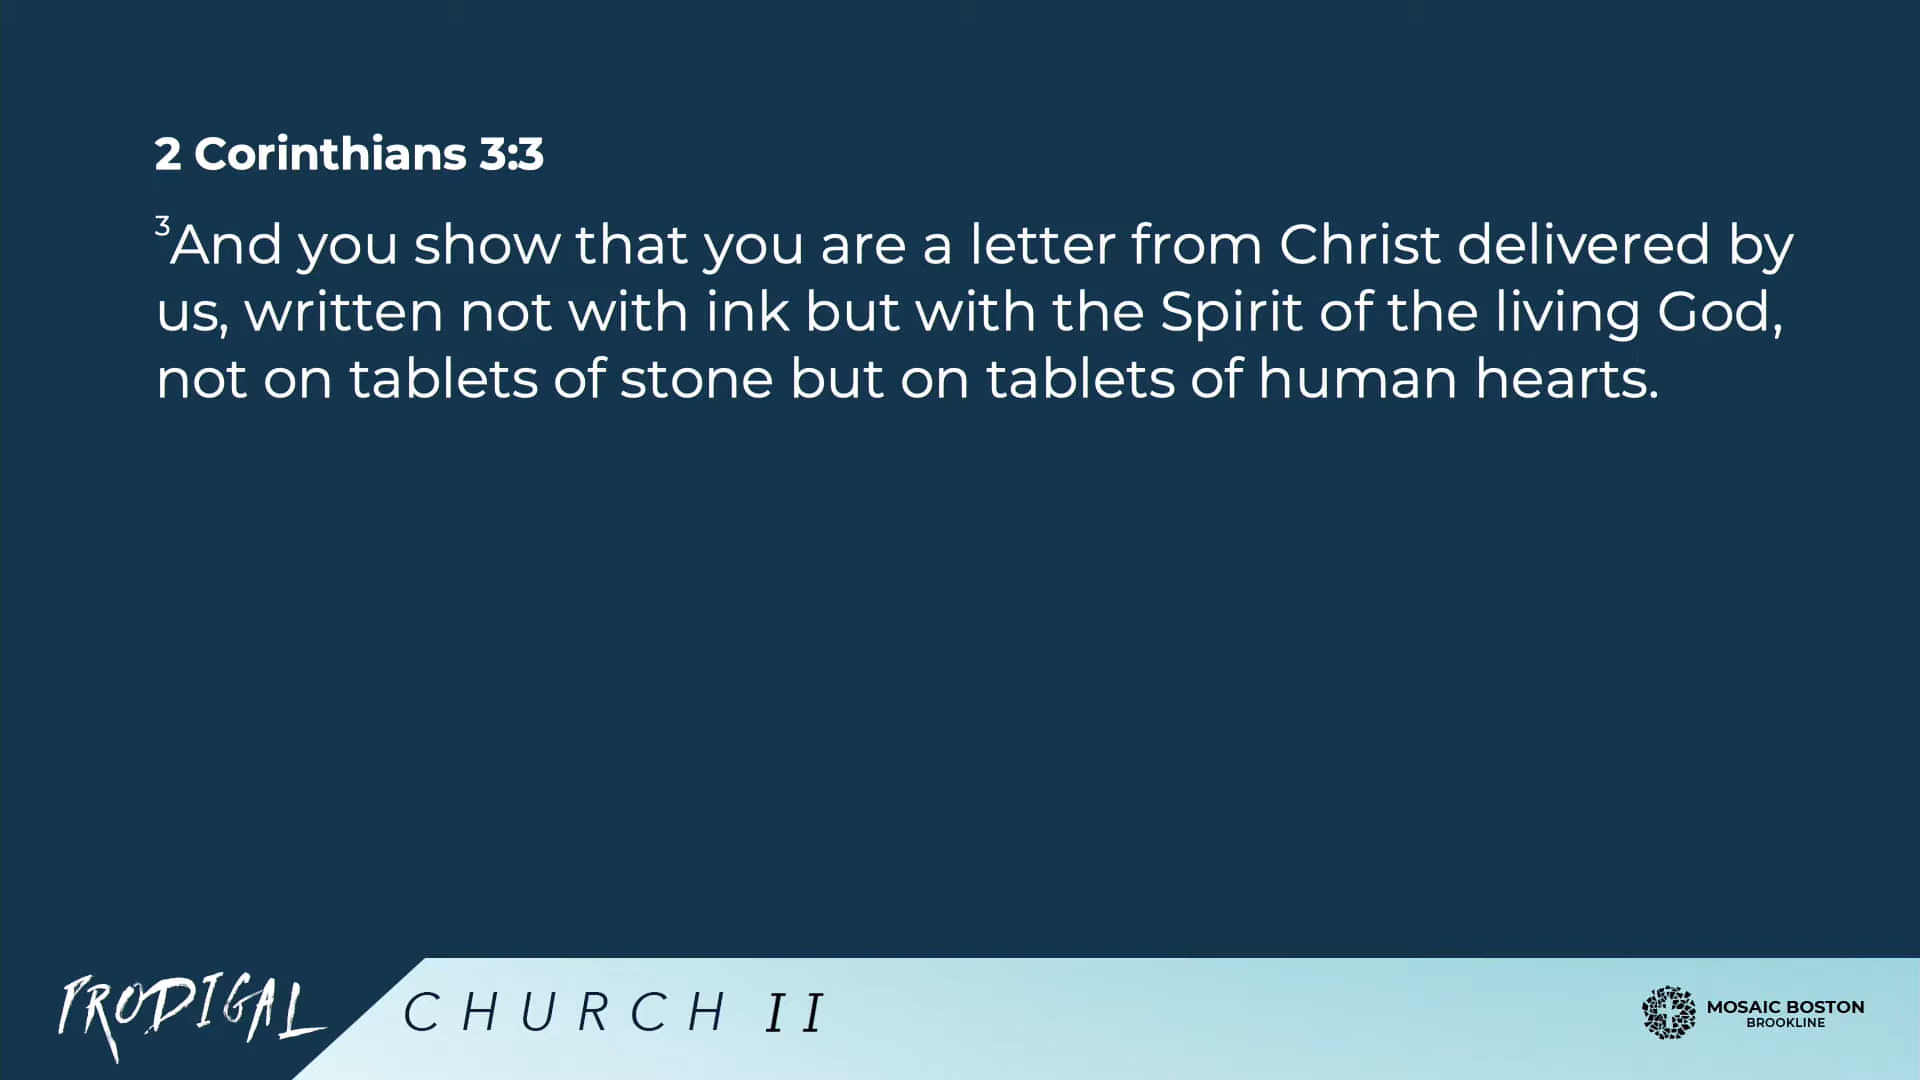 2 Corinthians 3:3
³And you show that you are a letter from Christ delivered by
us, written not with ink but with the Spirit of the living God,
not on tablets of stone but on tablets of human hearts.
PRODIGAL CHURCH II
MOSAIC BOSTON
BROOKLINE